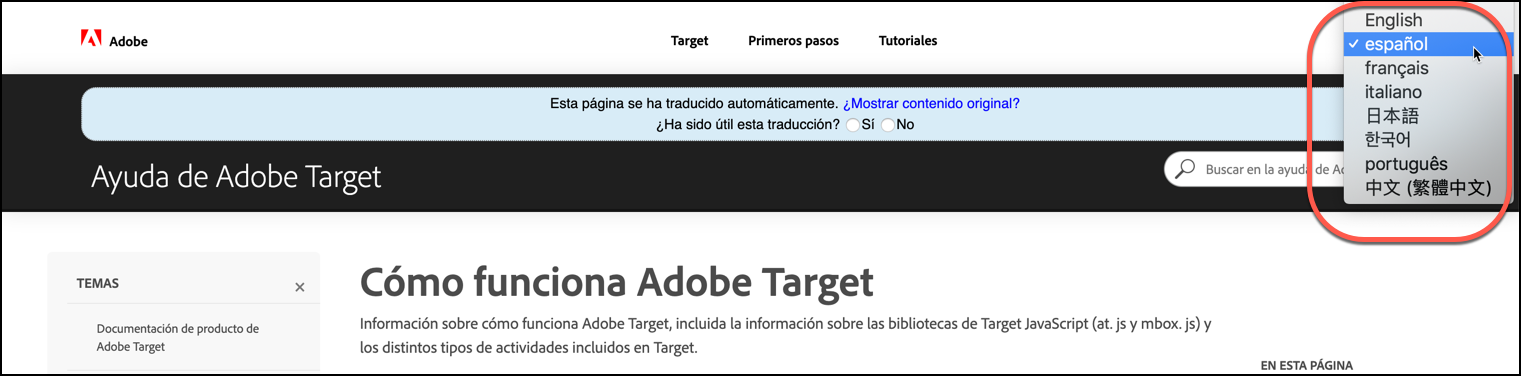 Adobe
Target
Primeros pasos
Tutoriales
English
✓ español
français
italiano
日本語
한국어
português
中文 (繁體中文)
Esta página se ha traducido automáticamente. ¿Mostrar contenido original?
¿Ha sido útil esta traducción? Sí No
Ayuda de Adobe Target
Buscar en la ayuda de
TEMAS
×
Documentación de producto de
Adobe Target
Cómo funciona Adobe Target
Información sobre cómo funciona Adobe Target, incluida la información sobre las bibliotecas de Target JavaScript (at. js y mbox. js) y
los distintos tipos de actividades incluidos en Target.
EN ESTA PÁGINA